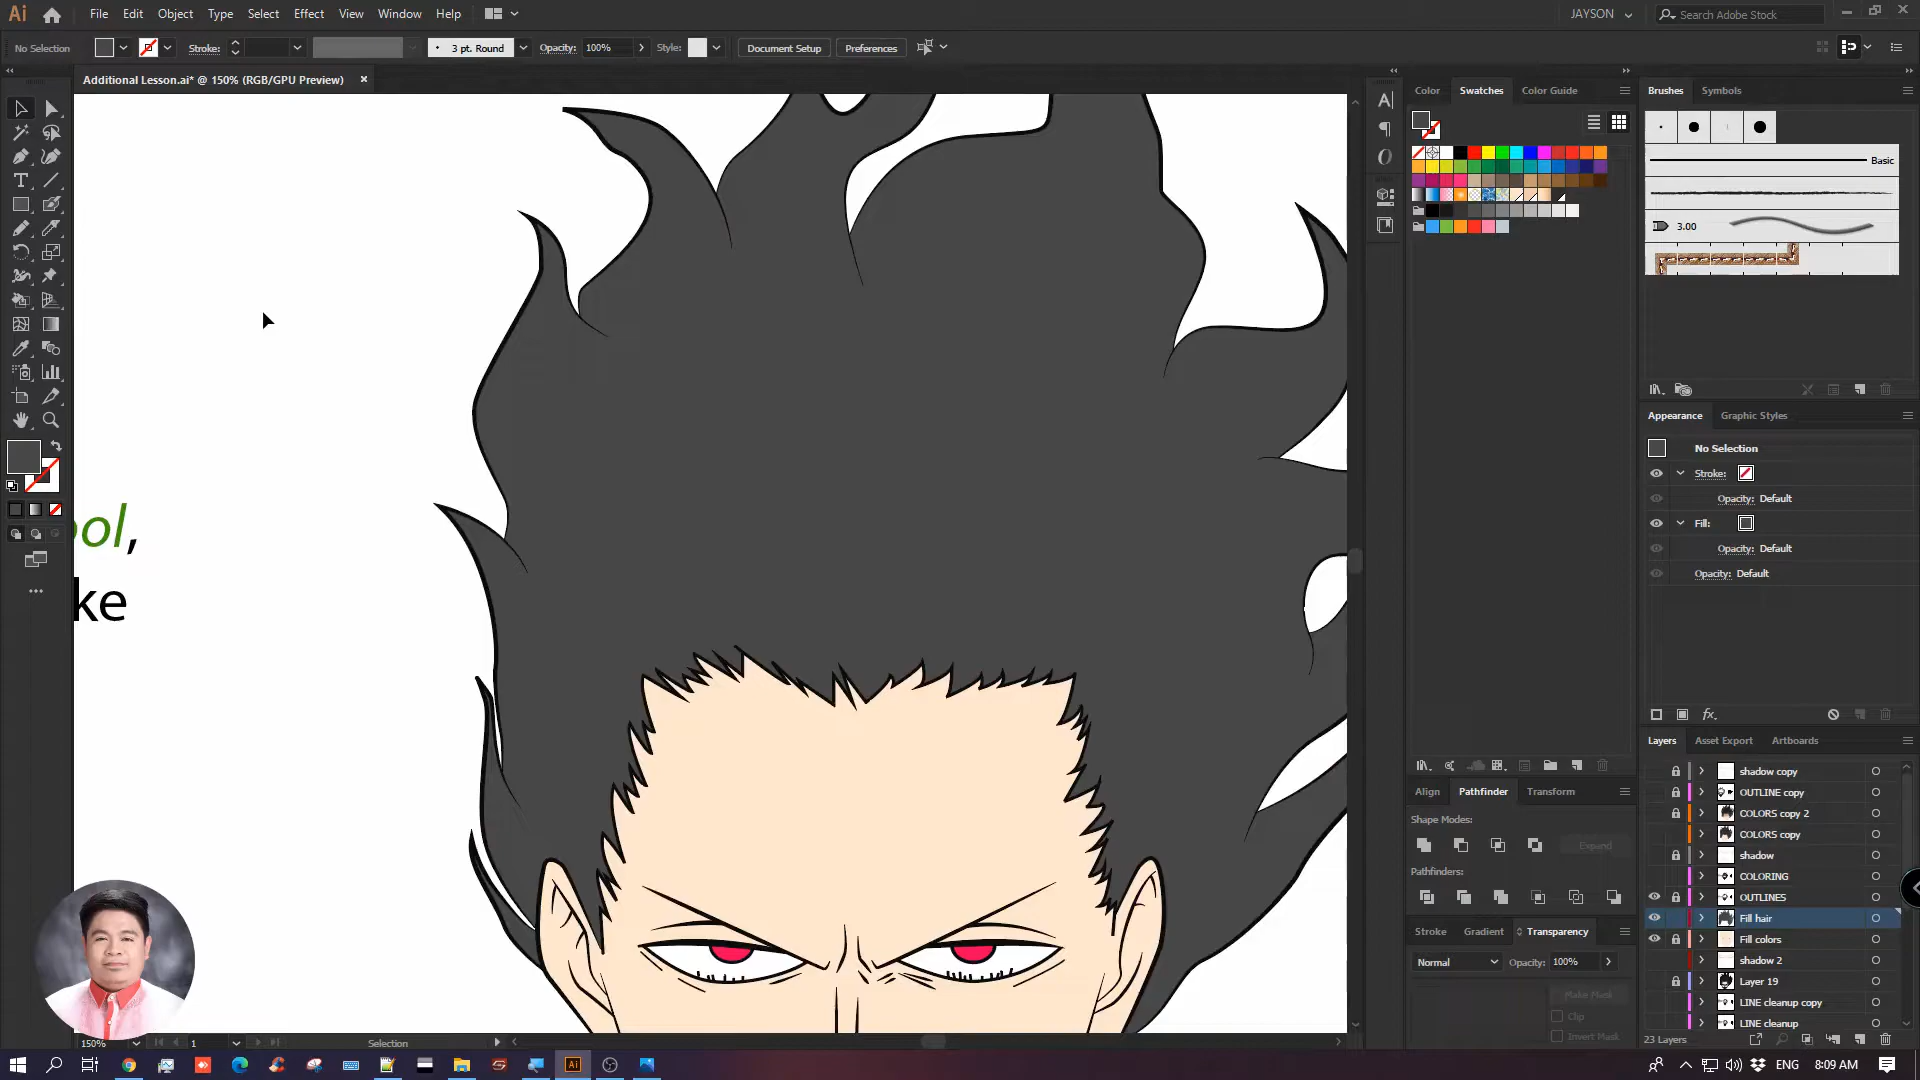 Ai File Edit Object Type Select Effect View Window Help JAYSON Search Adobe Stock
No Selection Stroke: 3 pt. Round Opacity: 100% Style: Document Setup Preferences
Additional Lesson.ai* @ 150% (RGB/GPU Preview)
Color Swatches Color Guide Brushes Symbols
Basic
3.00
Appearance Graphic Styles
No Selection
Stroke:
Opacity: Default
Fill:
Opacity: Default
Opacity: Default
ool,
ke
Layers Asset Export Artboards
shadow copy
OUTLINE copy
COLORS copy 2
COLORS copy
shadow
COLORING
OUTLINES
Fill hair
Fill colors
shadow 2
Layer 19
LINE cleanup copy
LINE cleanup
23 Layers
Align Pathfinder Transform
Shape Modes:
Expand
Pathfinders:
Stroke Gradient Transparency
Normal Opacity: 100%
Make Mask
Clip
Invert Mask
150% 1 Selection
Ai ENG 8:09 AM